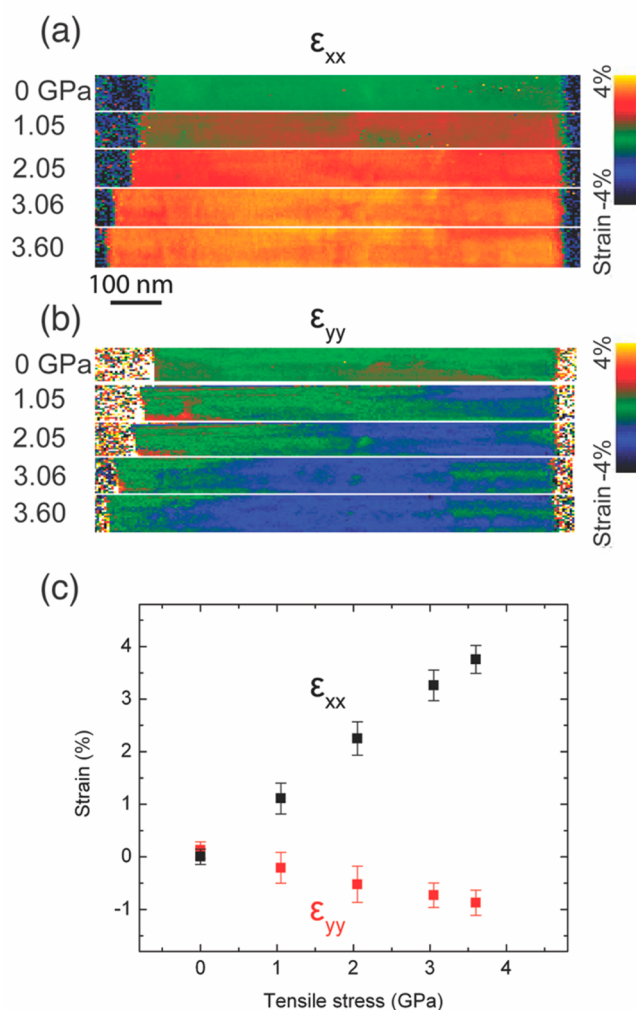 (a)
εxx
0 GPa
1.05
2.05
3.06
3.60
4%
Strain -4%
100 nm
(b)
εyy
0 GPa
1.05
2.05
3.06
3.60
4%
Strain -4%
(c)
4
3
2
1
0
-1
Strain (%)
εxx
εyy
0 1 2 3 4
Tensile stress (GPa)